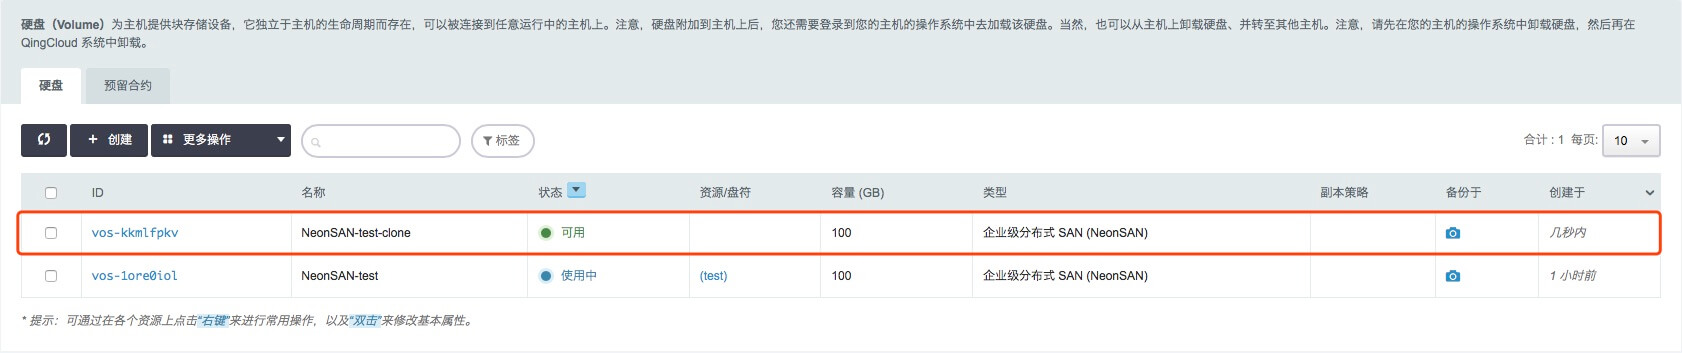 硬盘（Volume）为主机提供块存储设备，它独立于主机的生命周期而存在，可以被连接到任意运行中的主机上。注意，硬盘附加到主机上后，您还需要登录到您的主机的操作系统中去加载该硬盘。当然，也可以从主机上卸载硬盘、并转至其他主机。注意，请先在您的主机的操作系统中卸载硬盘，然后再在
QingCloud 系统中卸载。
硬盘 预留合约
创建 更多操作 标签 合计：1 每页: 10
ID 名称 状态 资源/盘符 容量 (GB) 类型 副本策略 备份于 创建于
vos-kkmlfpkv NeonSAN-test-clone 可用 100 企业级分布式 SAN (NeonSAN) 几秒内
vos-1ore0iol NeonSAN-test 使用中 (test) 100 企业级分布式 SAN (NeonSAN) 1 小时前
* 提示：可通过在各个资源上点击“右键”来进行常用操作，以及“双击”来修改基本属性。